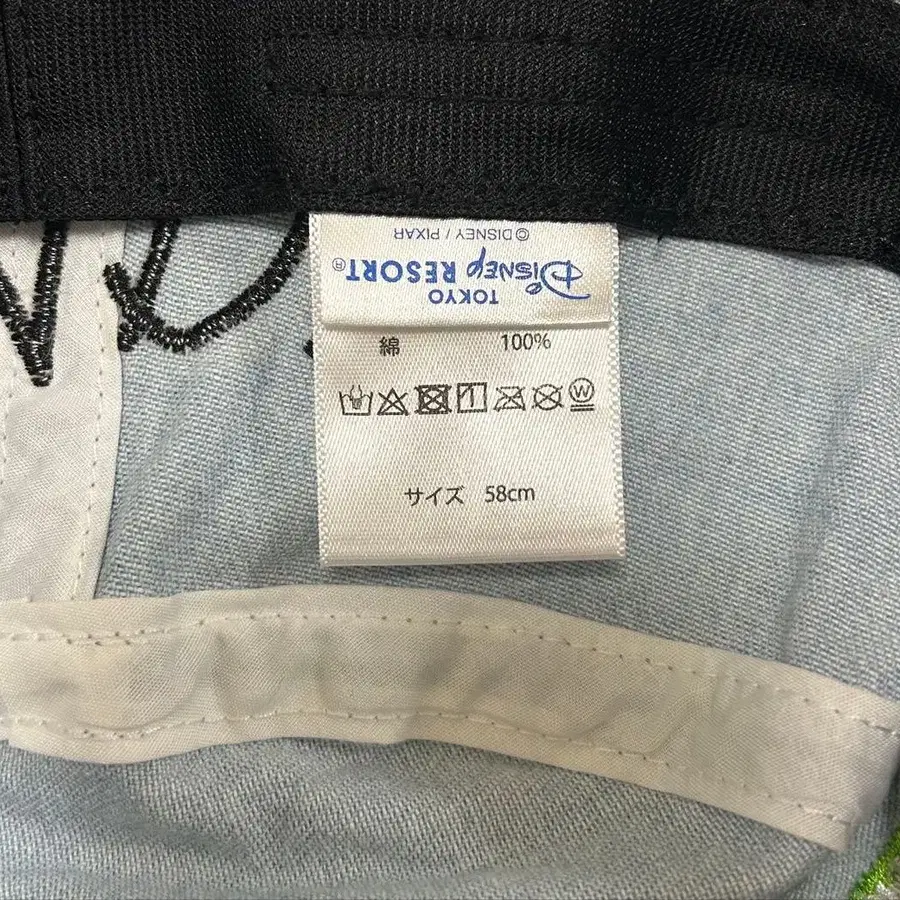 © DISNEY / PIXAR
TOKYO
Disney RESORT®
綿 100%
W
サイズ 58cm